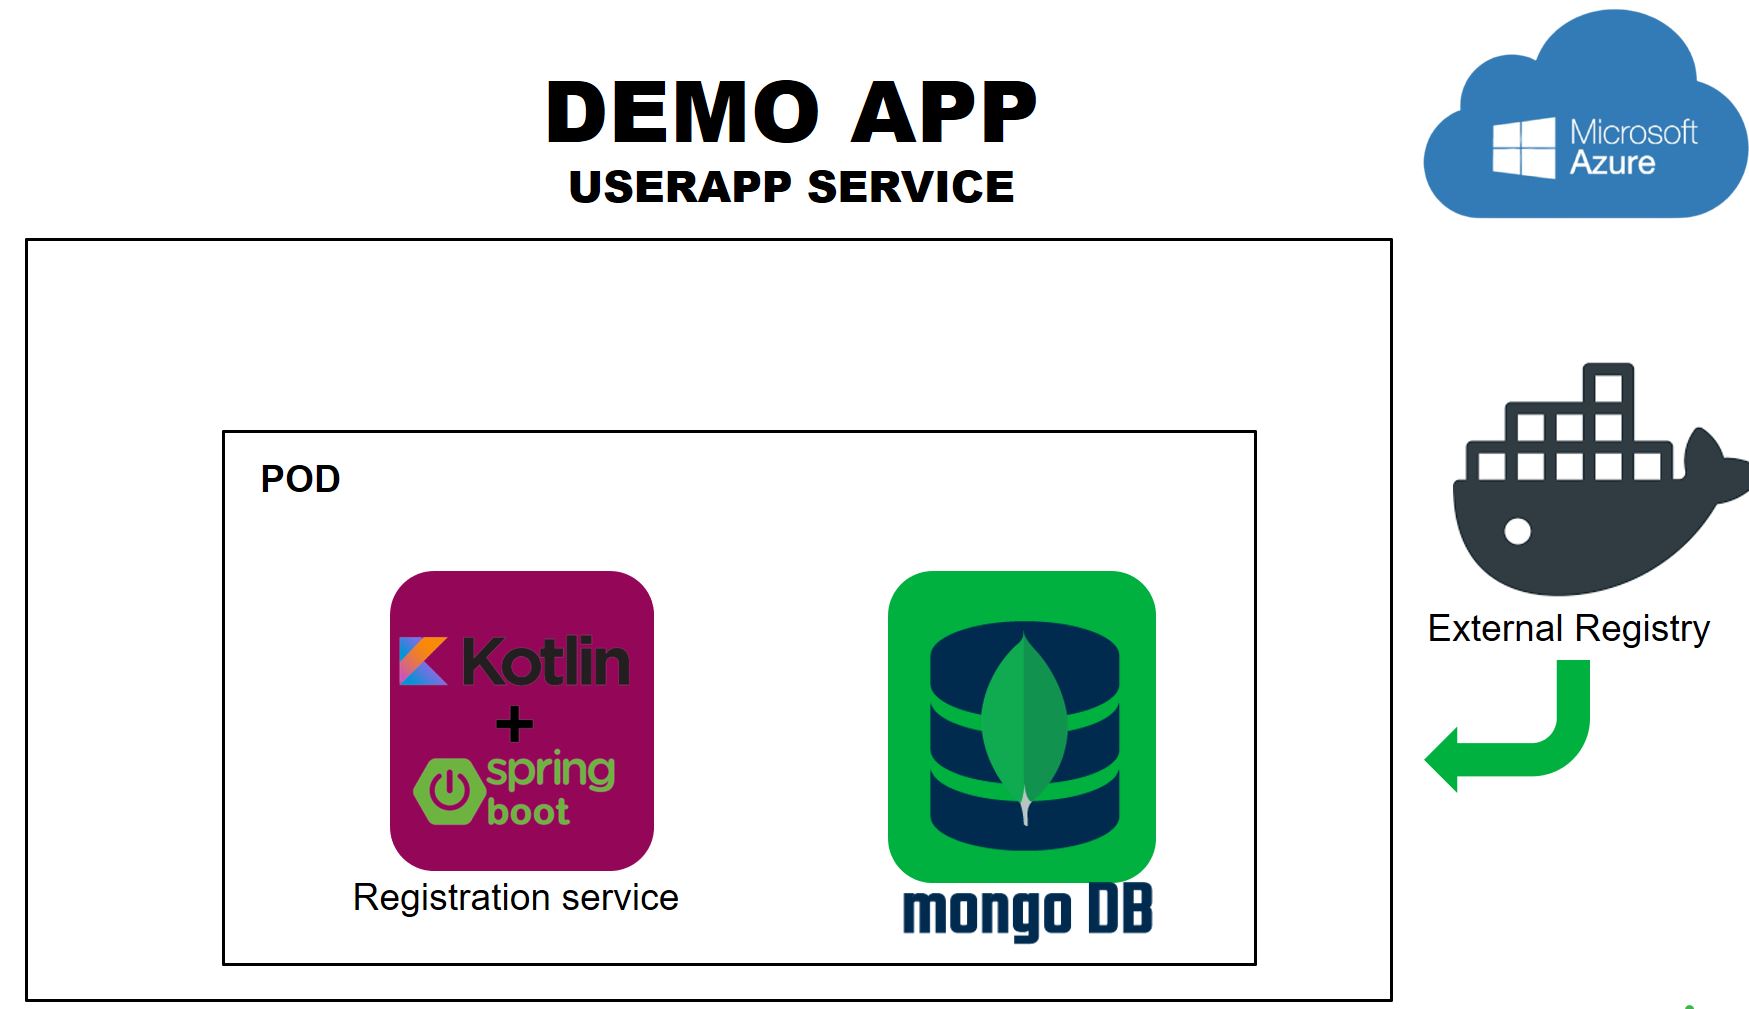 DEMO APP
USERAPP SERVICE
Microsoft
Azure
POD
Kotlin
+
spring
boot
Registration service
mongo DB
External Registry